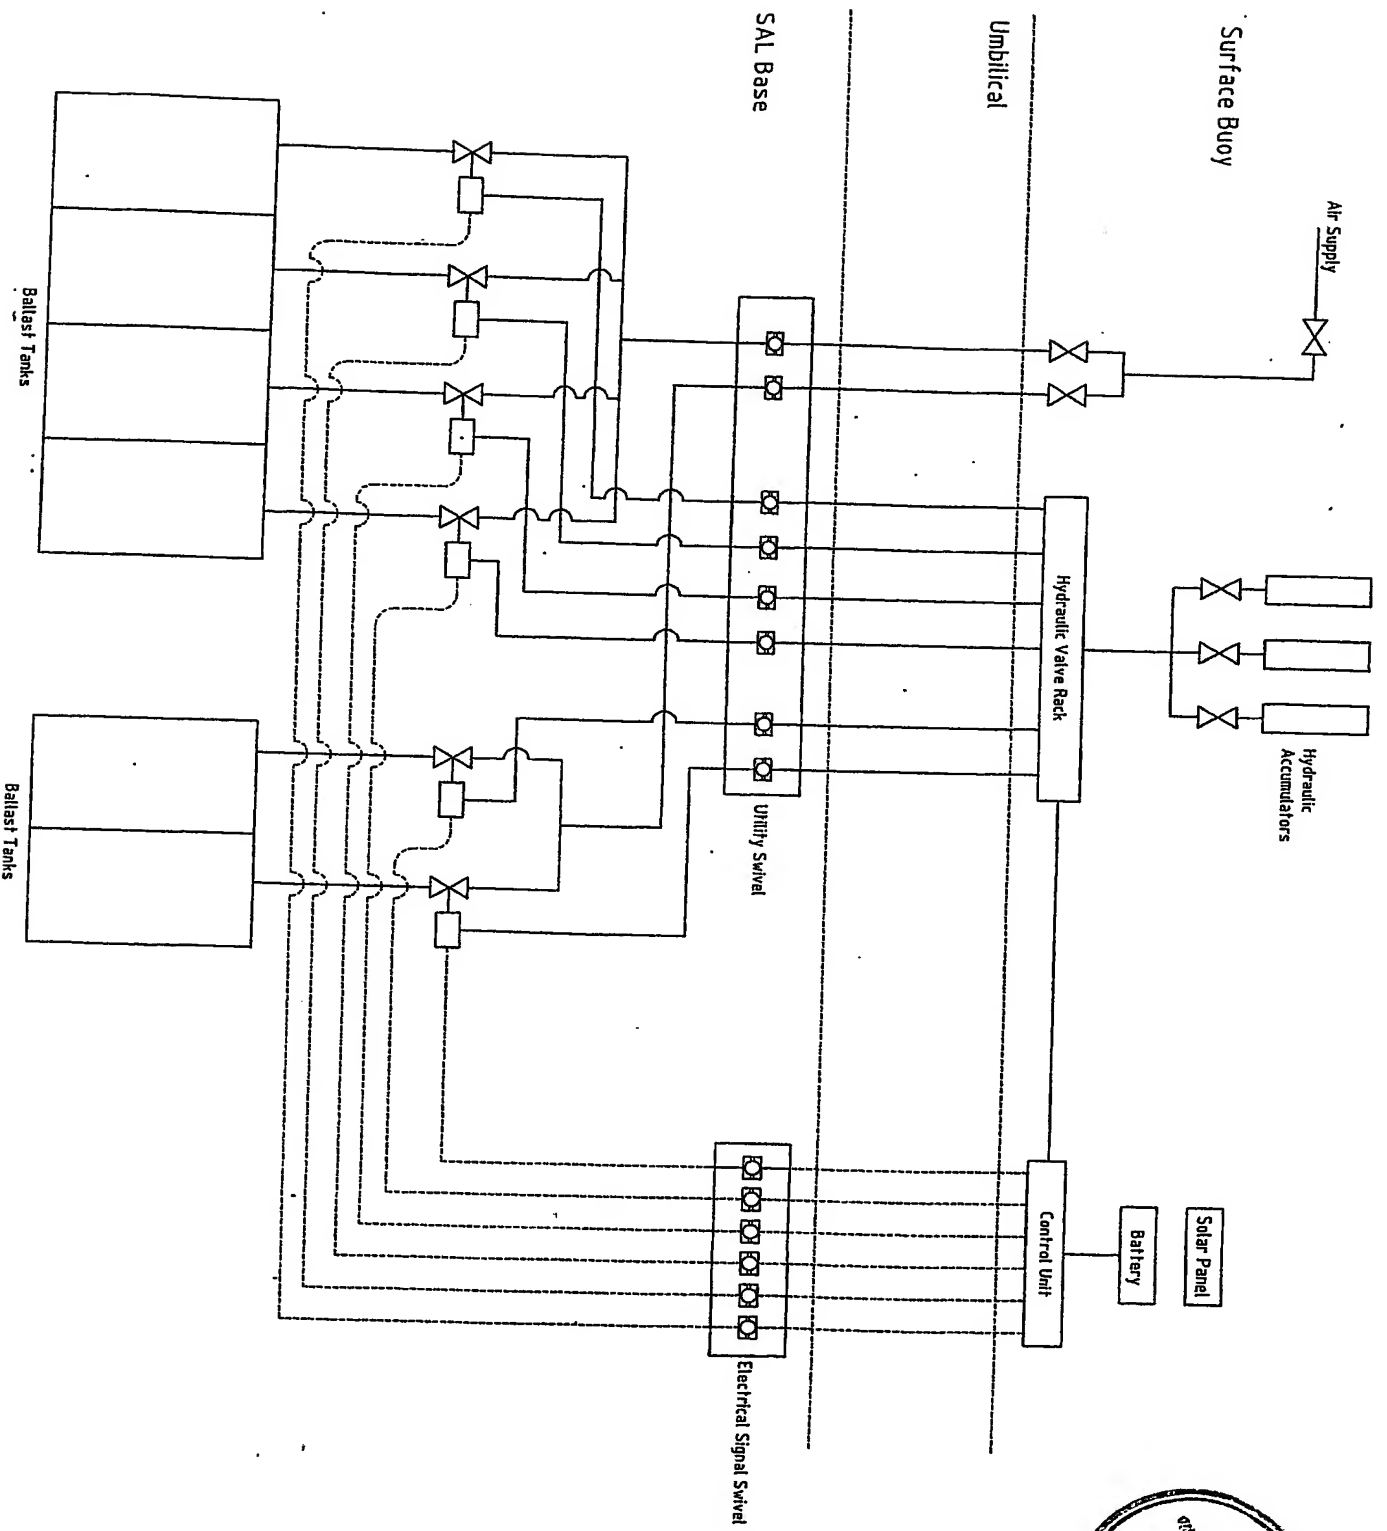 Surface Buoy
Air Supply
Hydraulic
Accumulators
Solar Panel
Battery
Hydraulic Valve Rack
Control Unit
Umbilical
SAL Base
Utility Swivel
Electrical Signal Swivel
Ballast Tanks
Ballast Tanks